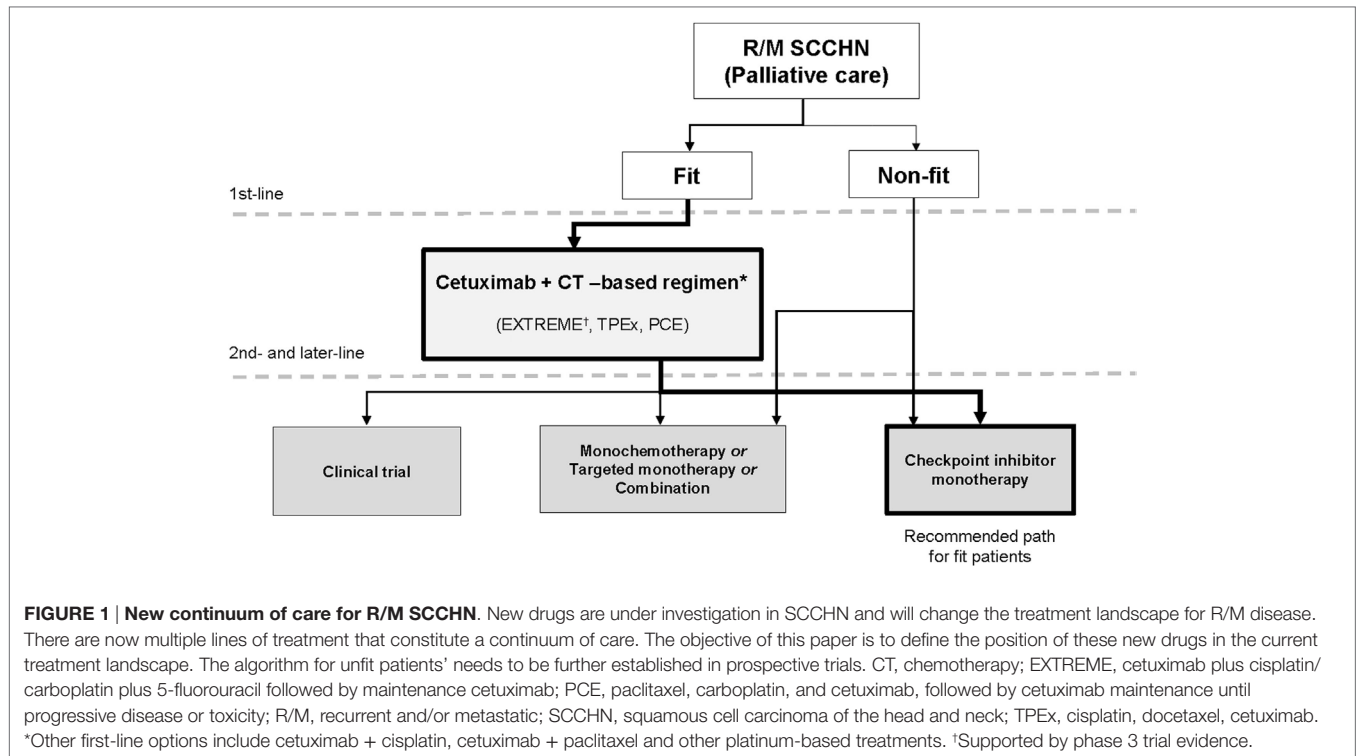 R/M SCCHN
(Palliative care)
Fit
Non-fit
1st-line
Cetuximab + CT –based regimen*
(EXTREME†, TPEx, PCE)
2nd- and later-line
Clinical trial
Monochemotherapy or
Targeted monotherapy or
Combination
Checkpoint inhibitor
monotherapy
Recommended path
for fit patients
FIGURE 1 | New continuum of care for R/M SCCHN. New drugs are under investigation in SCCHN and will change the treatment landscape for R/M disease.
There are now multiple lines of treatment that constitute a continuum of care. The objective of this paper is to define the position of these new drugs in the current
treatment landscape. The algorithm for unfit patients’ needs to be further established in prospective trials. CT, chemotherapy; EXTREME, cetuximab plus cisplatin/
carboplatin plus 5-fluorouracil followed by maintenance cetuximab; PCE, paclitaxel, carboplatin, and cetuximab, followed by cetuximab maintenance until
progressive disease or toxicity; R/M, recurrent and/or metastatic; SCCHN, squamous cell carcinoma of the head and neck; TPEx, cisplatin, docetaxel, cetuximab.
*Other first-line options include cetuximab + cisplatin, cetuximab + paclitaxel and other platinum-based treatments. †Supported by phase 3 trial evidence.